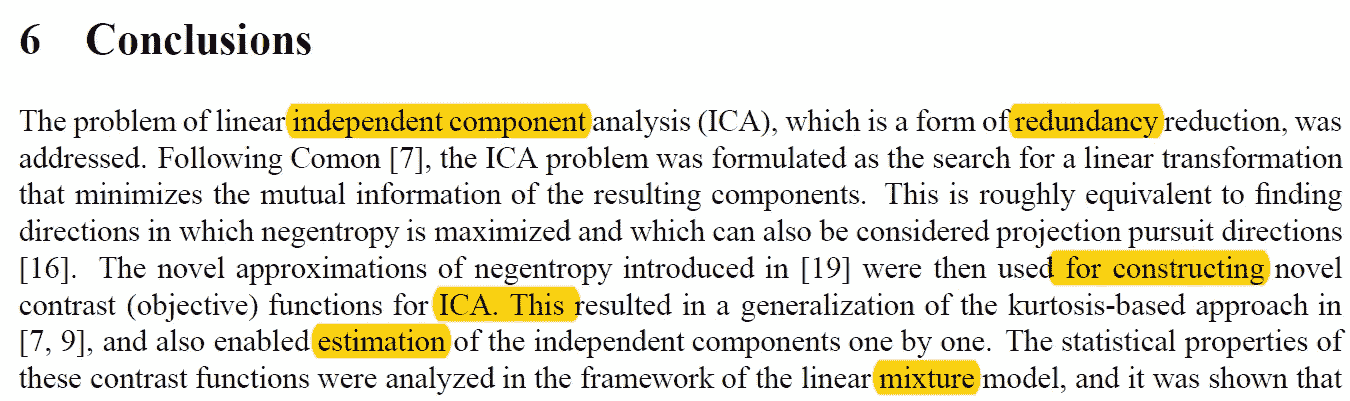 6 Conclusions
The problem of linear independent component analysis (ICA), which is a form of redundancy reduction, was
addressed. Following Comon [7], the ICA problem was formulated as the search for a linear transformation
that minimizes the mutual information of the resulting components. This is roughly equivalent to finding
directions in which negentropy is maximized and which can also be considered projection pursuit directions
[16]. The novel approximations of negentropy introduced in [19] were then used for constructing novel
contrast (objective) functions for ICA. This resulted in a generalization of the kurtosis-based approach in
[7, 9], and also enabled estimation of the independent components one by one. The statistical properties of
these contrast functions were analyzed in the framework of the linear mixture model, and it was shown that